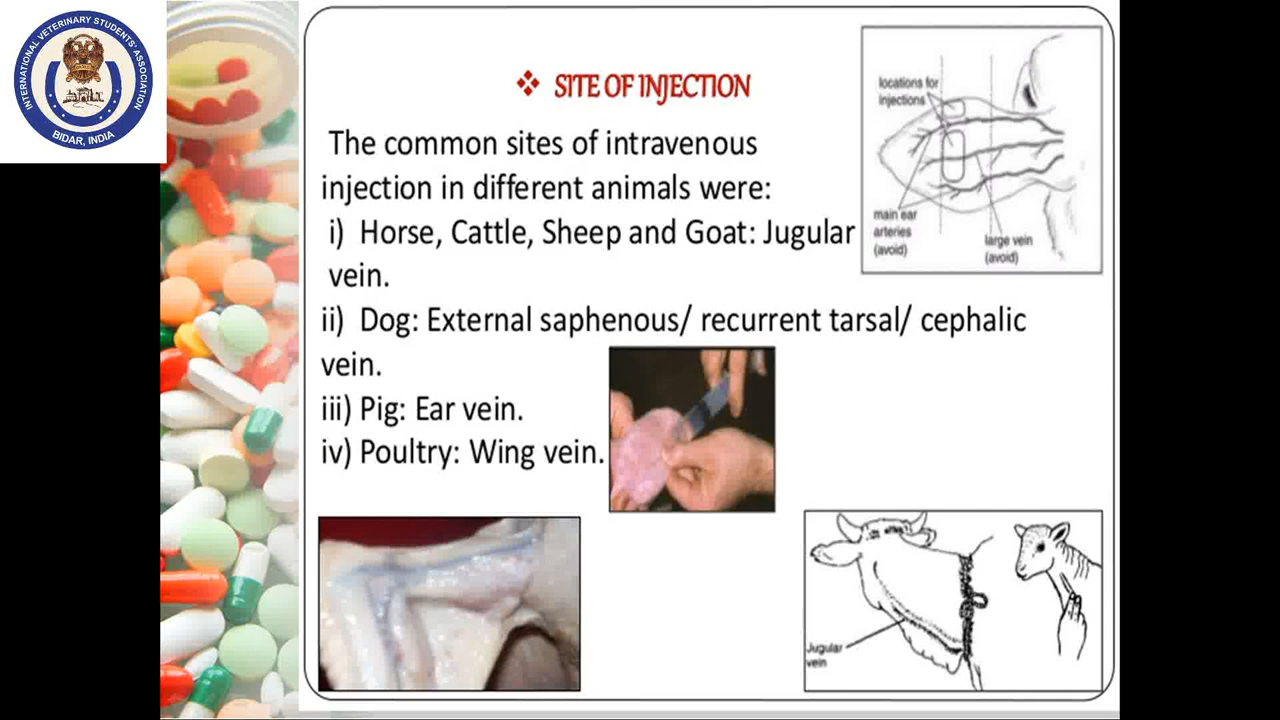 INTERNATIONAL VETERINARY STUDENTS' ASSOCIATION
BIDAR, INDIA
❖ SITE OF INJECTION
The common sites of intravenous
injection in different animals were:
i) Horse, Cattle, Sheep and Goat: Jugular
vein.
ii) Dog: External saphenous/ recurrent tarsal/ cephalic
vein.
iii) Pig: Ear vein.
iv) Poultry: Wing vein.
locations for
injections
main ear
arteries
(avoid)
large vein
(avoid)
Jugular
vein